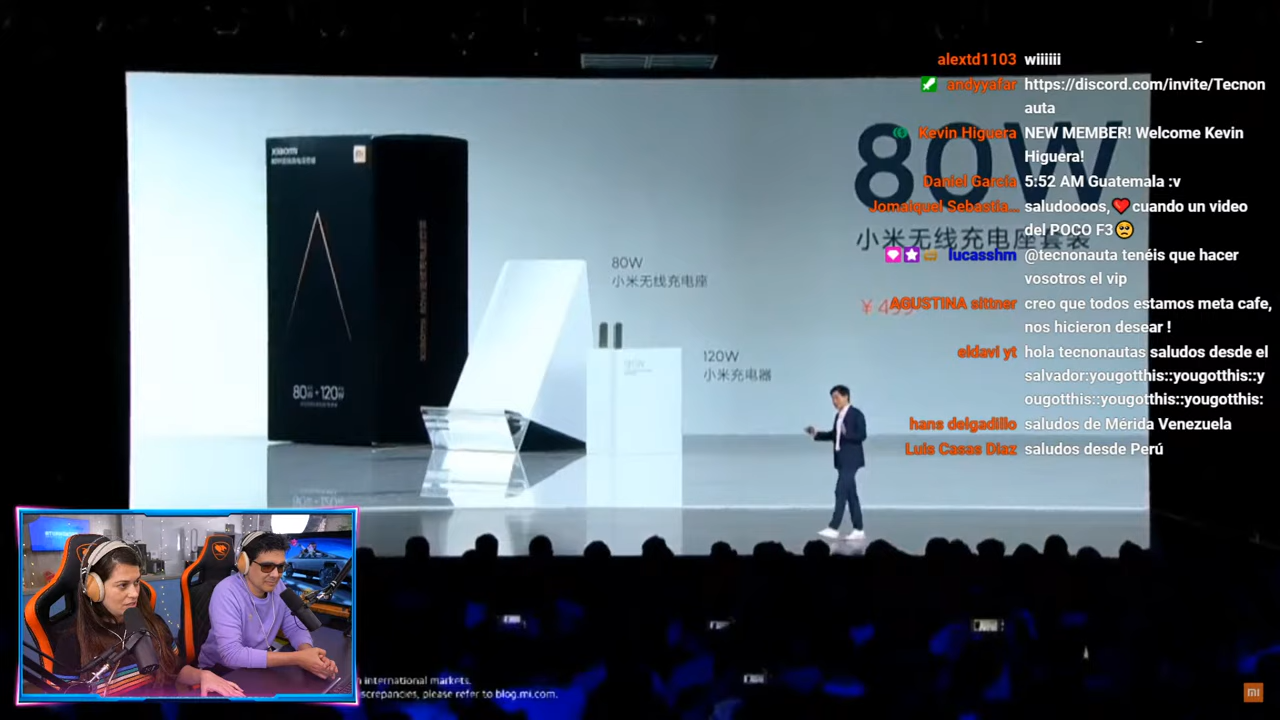 alextd1103 wiiiiii
andyyafar https://discord.com/invite/Tecnon
auta
Kevin Higuera NEW MEMBER! Welcome Kevin
Higuera!
Daniel García 5:52 AM Guatemala :v
Jomaiquel Sebastia... saludoooos,❤️cuando un video
del POCO F3🥺
lucasshm @tecnonauta tenéis que hacer
vosotros el vip
AGUSTINA sittner creo que todos estamos meta cafe,
nos hicieron desear !
eldavi yt hola tecnonautas saludos desde el
salvador:yougotthis::yougotthis::y
ougotthis::yougotthis::yougotthis:
hans delgadillo saludos de Mérida Venezuela
Luis Casas Díaz saludos desde Perú
80W
小米无线充电座套装
¥ 499
xiaomi
80W
小米无线充电座
120W
小米充电器
80W + 120W
n international markets.
screpancies, please refer to blog.mi.com.
mi